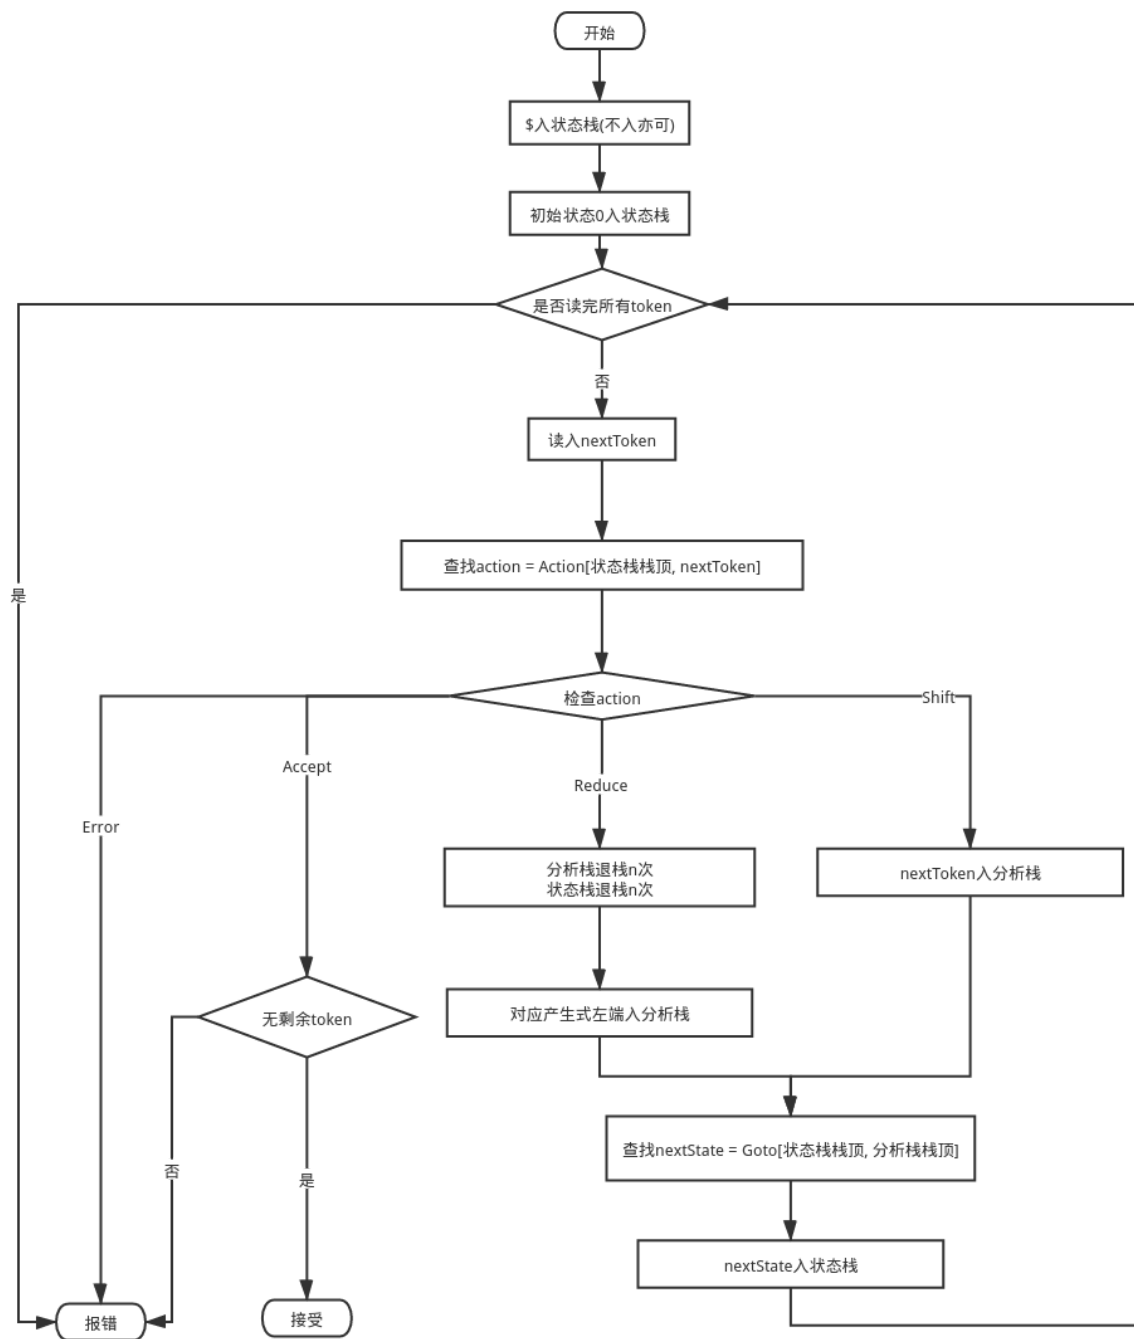 开始
$入状态栈(不入亦可)
初始状态0入状态栈
是否读完所有token
否
读入nextToken
查找action = Action[状态栈栈顶, nextToken]
是
检查action
Shift
Accept
Reduce
Error
分析栈退栈n次
状态栈退栈n次
nextToken入分析栈
对应产生式左端入分析栈
无剩余token
查找nextState = Goto[状态栈栈顶, 分析栈栈顶]
否
是
nextState入状态栈
报错
接受